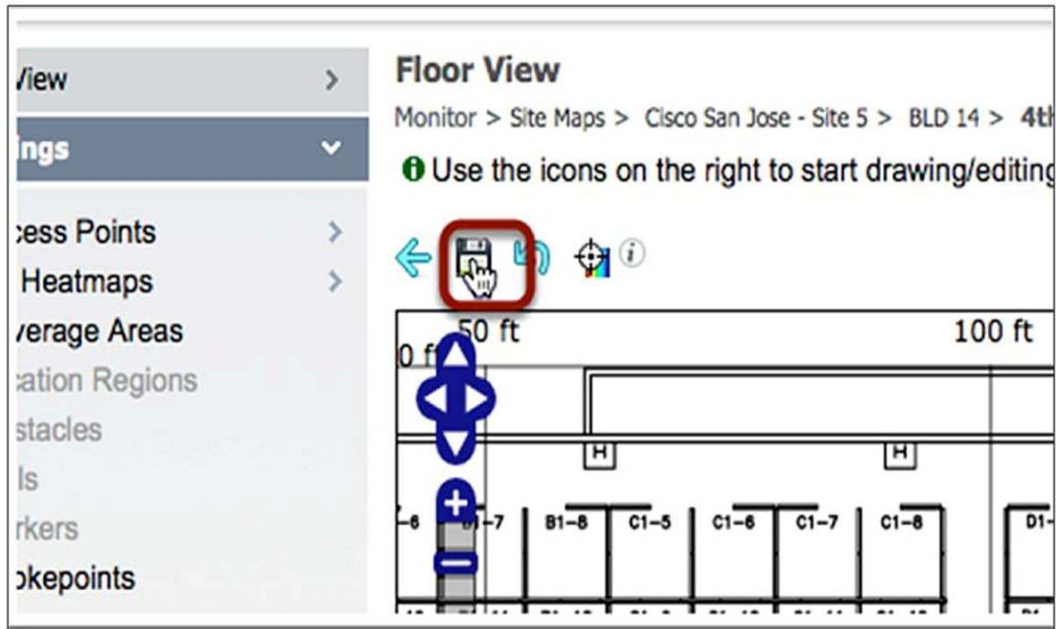 View
ings
cess Points
Heatmaps
verage Areas
cation Regions
stacles
ls
rkers
okepoints
Floor View
Monitor > Site Maps > Cisco San Jose - Site 5 > BLD 14 > 4th
Use the icons on the right to start drawing/editing
50 ft
100 ft
0 f
H
H
-6
-7
B1-8
C1-5
C1-6
C1-7
C1-8
D1-